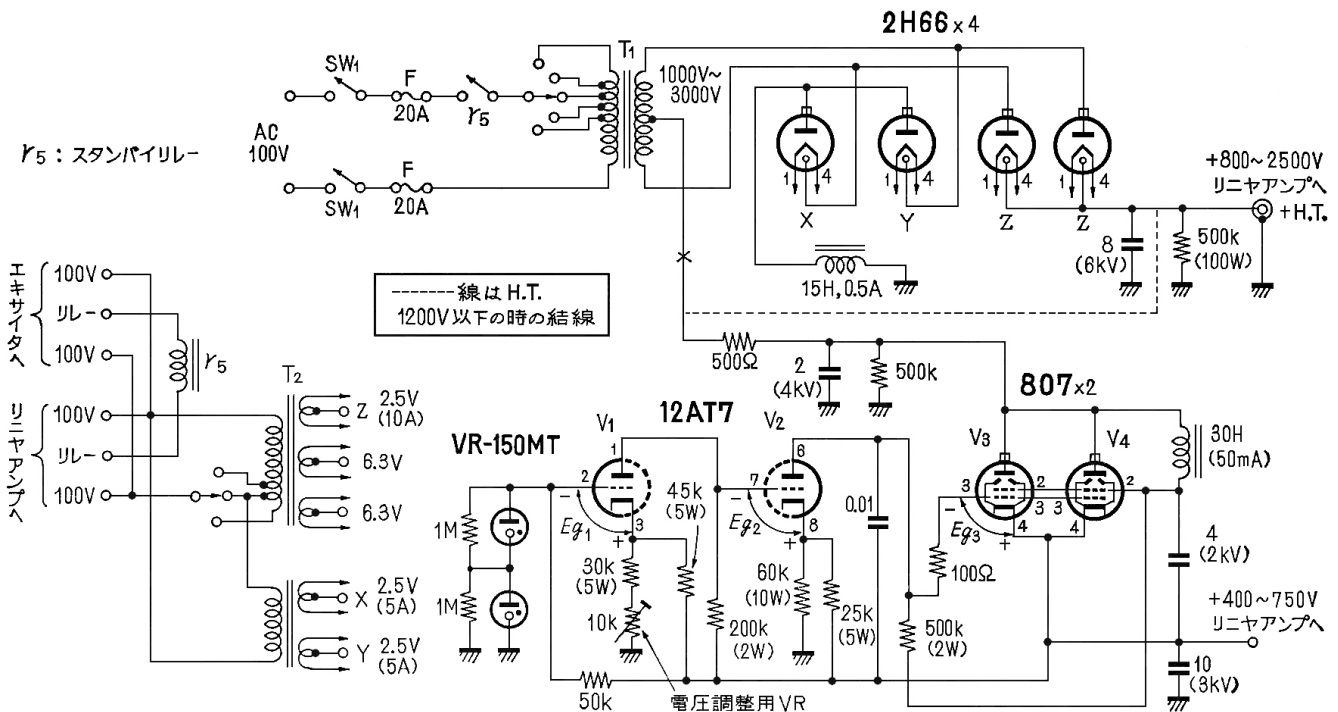 2H66×4
T1
SW1
F
20A
r5
1000V~
3000V
AC
100V
r5：スタンバイリレー
F
20A
SW1
1
4
1
4
1
4
1
4
X
Y
Z
Z
+800~2500V
リニヤアンプへ
+H.T.
8
(6kV)
500k
(100W)
15H, 0.5A
------線は H.T.
1200V以下の時の結線
エキサイタへ
100V
リレー
100V
r5
リニヤアンプへ
100V
リレー
100V
T2
Z
2.5V
(10A)
6.3V
6.3V
X
2.5V
(5A)
Y
2.5V
(5A)
500Ω
2
(4kV)
500k
807×2
V3
V4
30H
(50mA)
VR-150MT
12AT7
V1
V2
1
2
3
6
7
8
−
Eg1
+
−
Eg2
+
45k
(5W)
0.01
1M
1M
30k
(5W)
10k
200k
(2W)
60k
(10W)
25k
(5W)
50k
電圧調整用VR
3
−
Eg3
+
2
3
3
2
4
4
100Ω
500k
(2W)
4
(2kV)
+400~750V
リニヤアンプへ
10
(3kV)